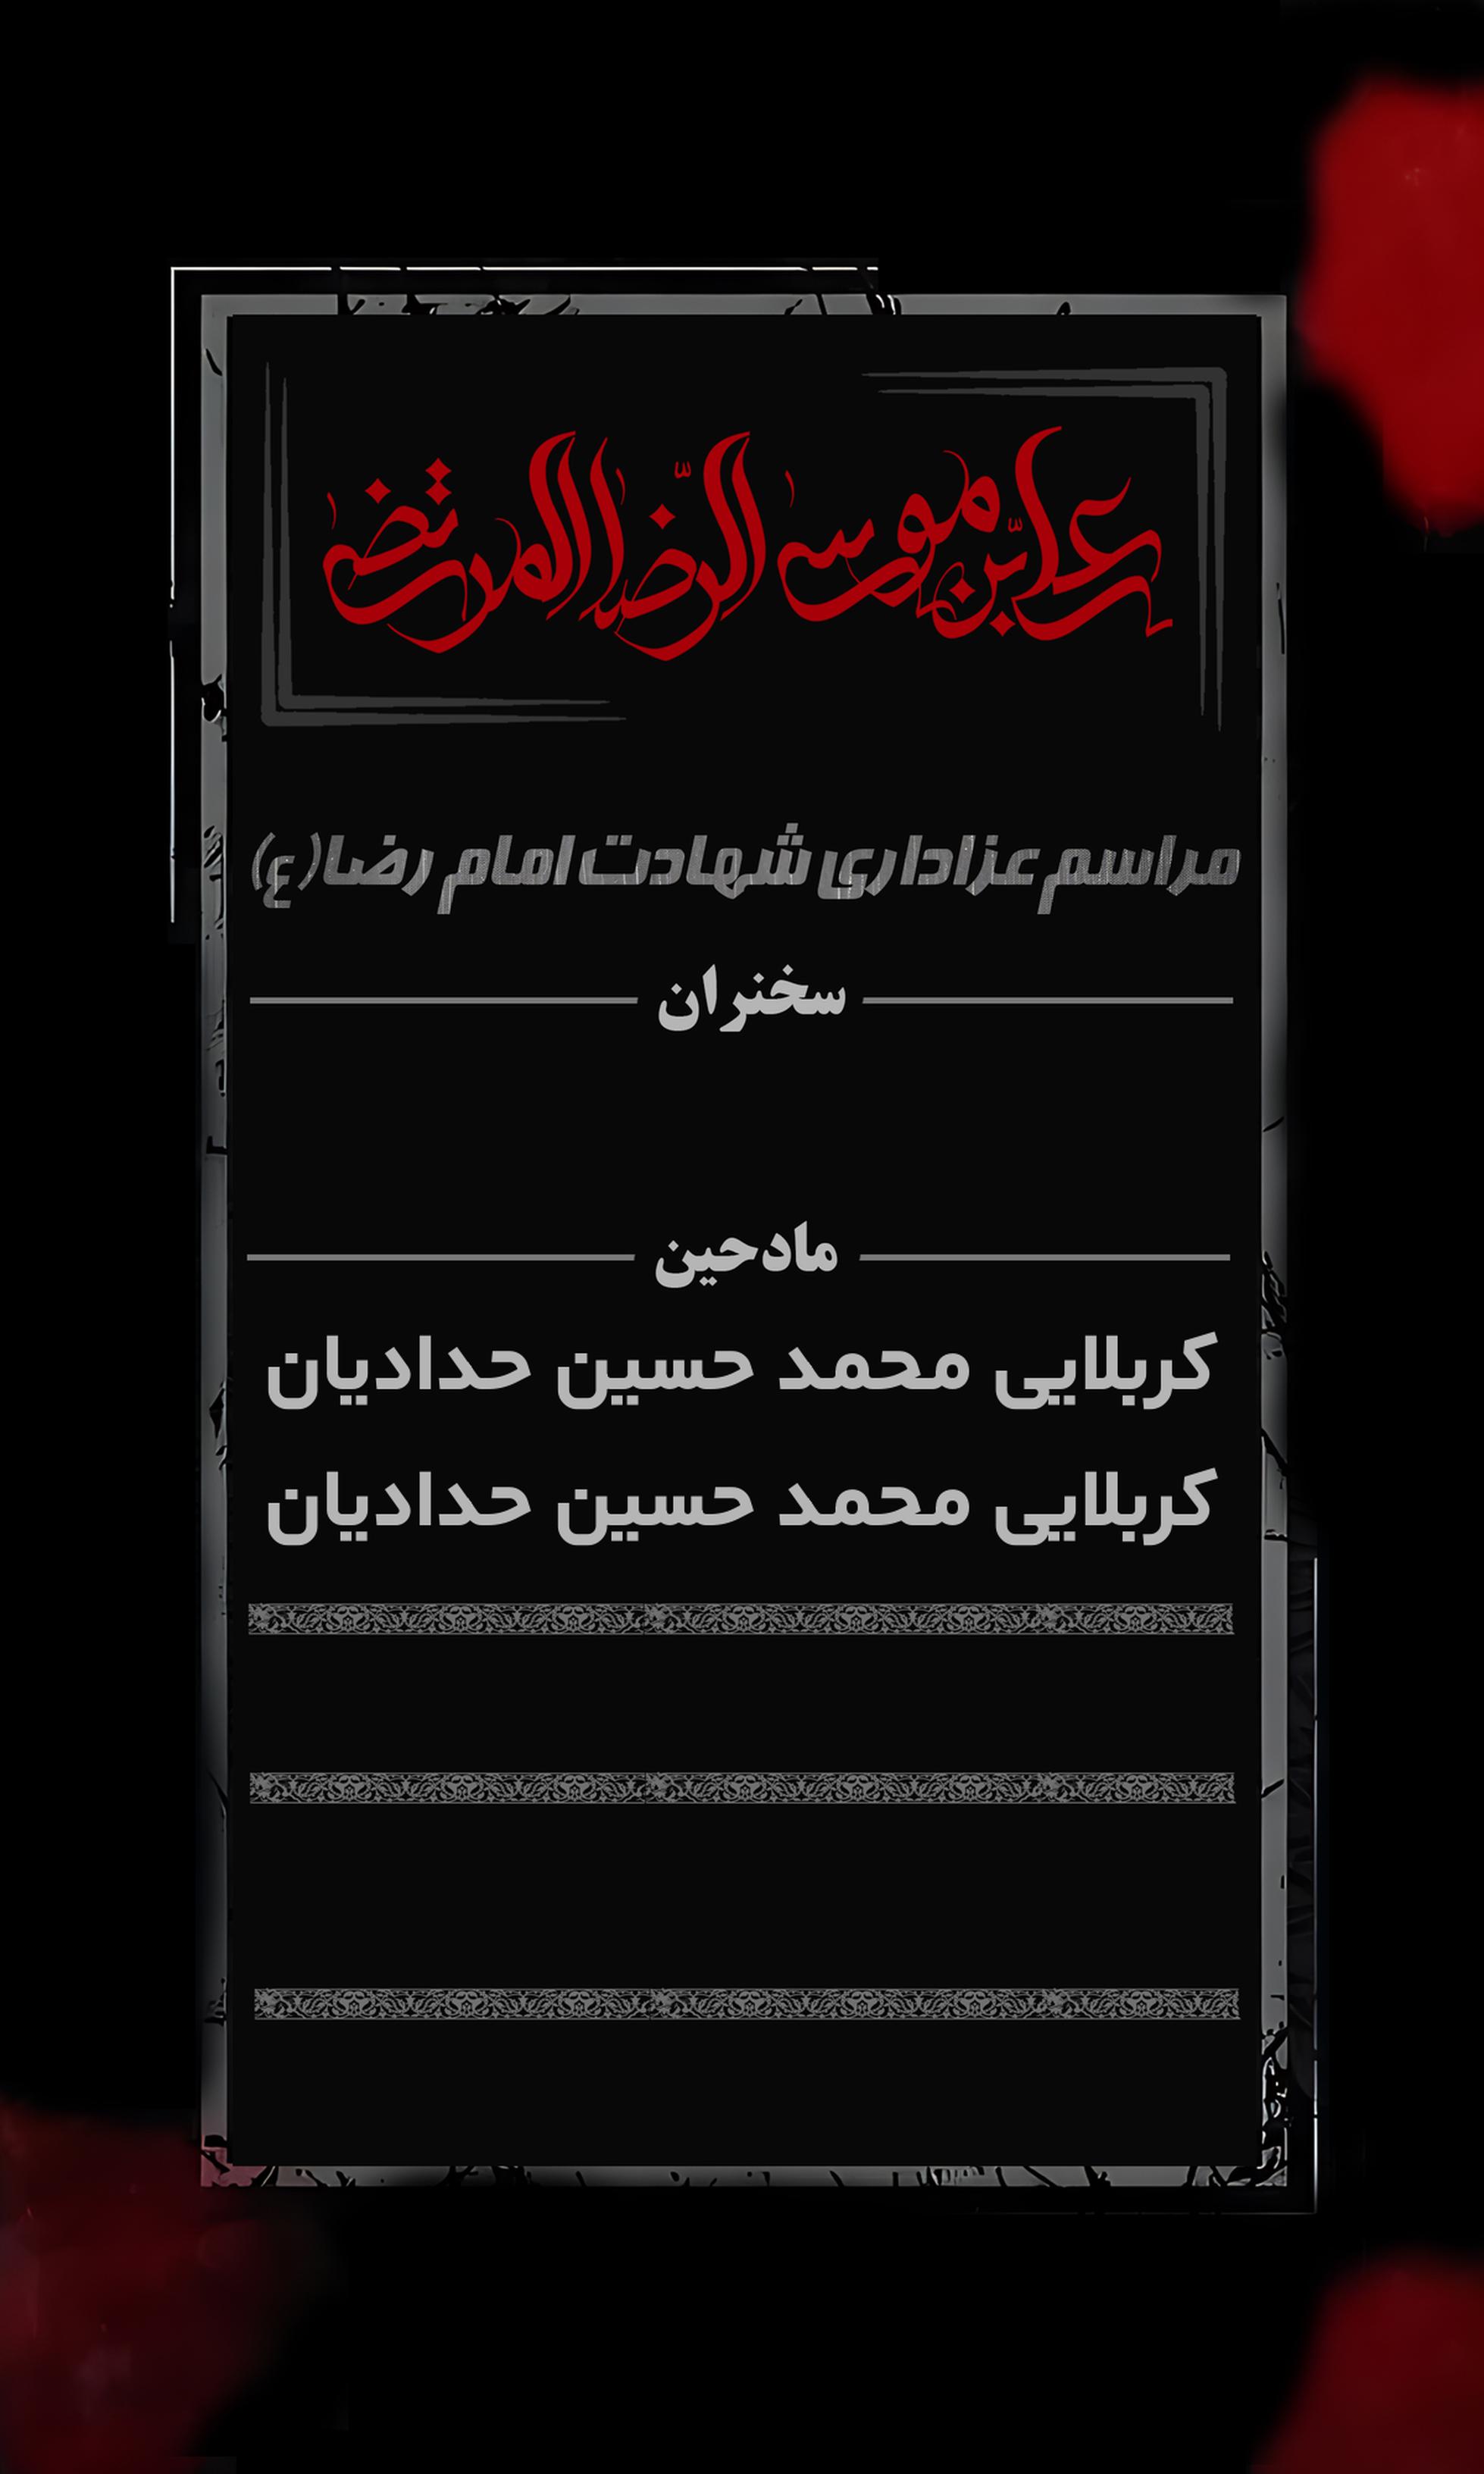 علی ابن موسی الرضا المرتضی
مراسم عزاداری شهادت امام رضا(ع)
سخنران
مادحین
کربلایی محمد حسین حدادیان
کربلایی محمد حسین حدادیان